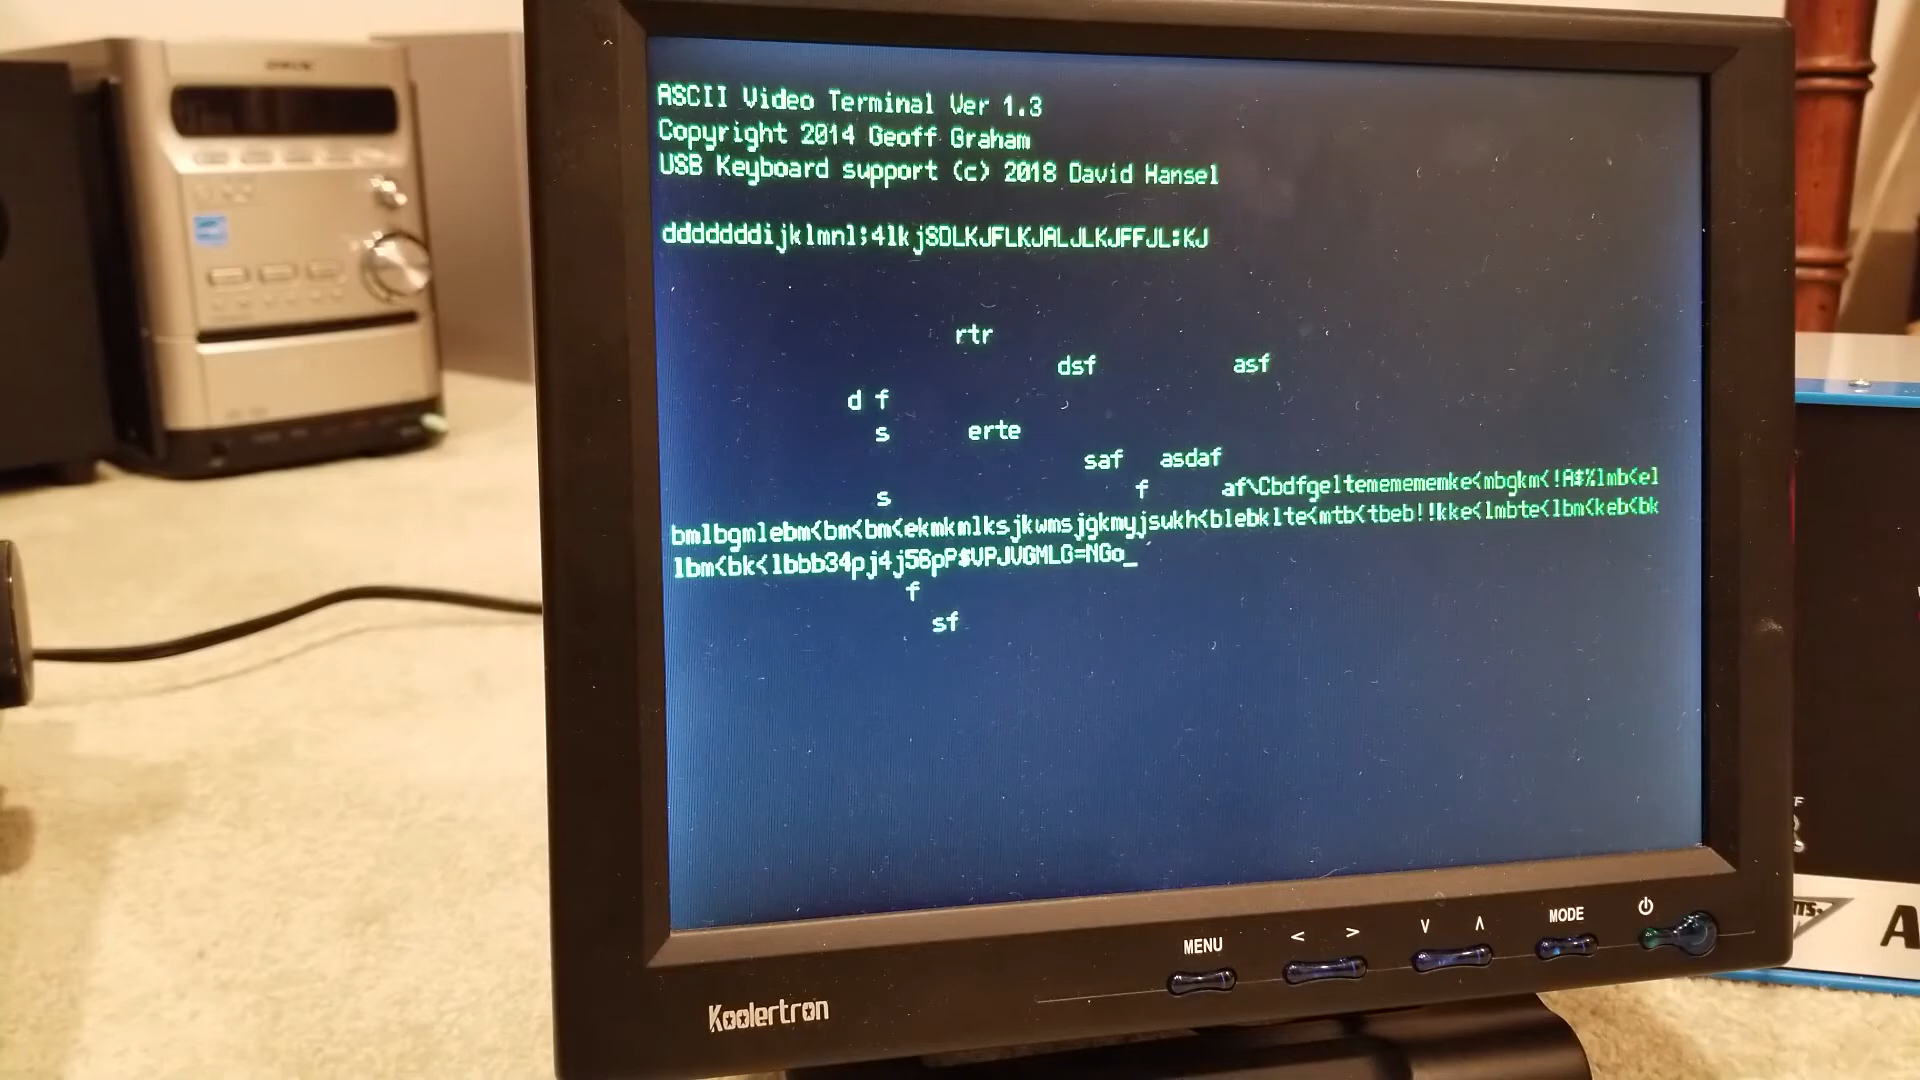 ASCII Video Terminal Ver 1.3
Copyright 2014 Geoff Graham
USB Keyboard support (c) 2018 David Hansel
dddddddijklmnl;4lkjSDLKJFLKJALJLKJFFJL:KJ
rtr
dsf asf
d f
s erte
saf asdaf
s f af\Cbdfgeltemememememke<mbgkm<!A$%lmb<el
bmlbgmlebm<bm<bm<ekmkmlksjkwmsjgkmyjsukh<blebklte<mtb<tbeb!!kke<lmbte<lbm<keb<bk
lbm<bk<lbbb34pj4j56pP$VPJVGMLG=NGo_
f
sf
MENU < > V Λ MODE
Koolertron